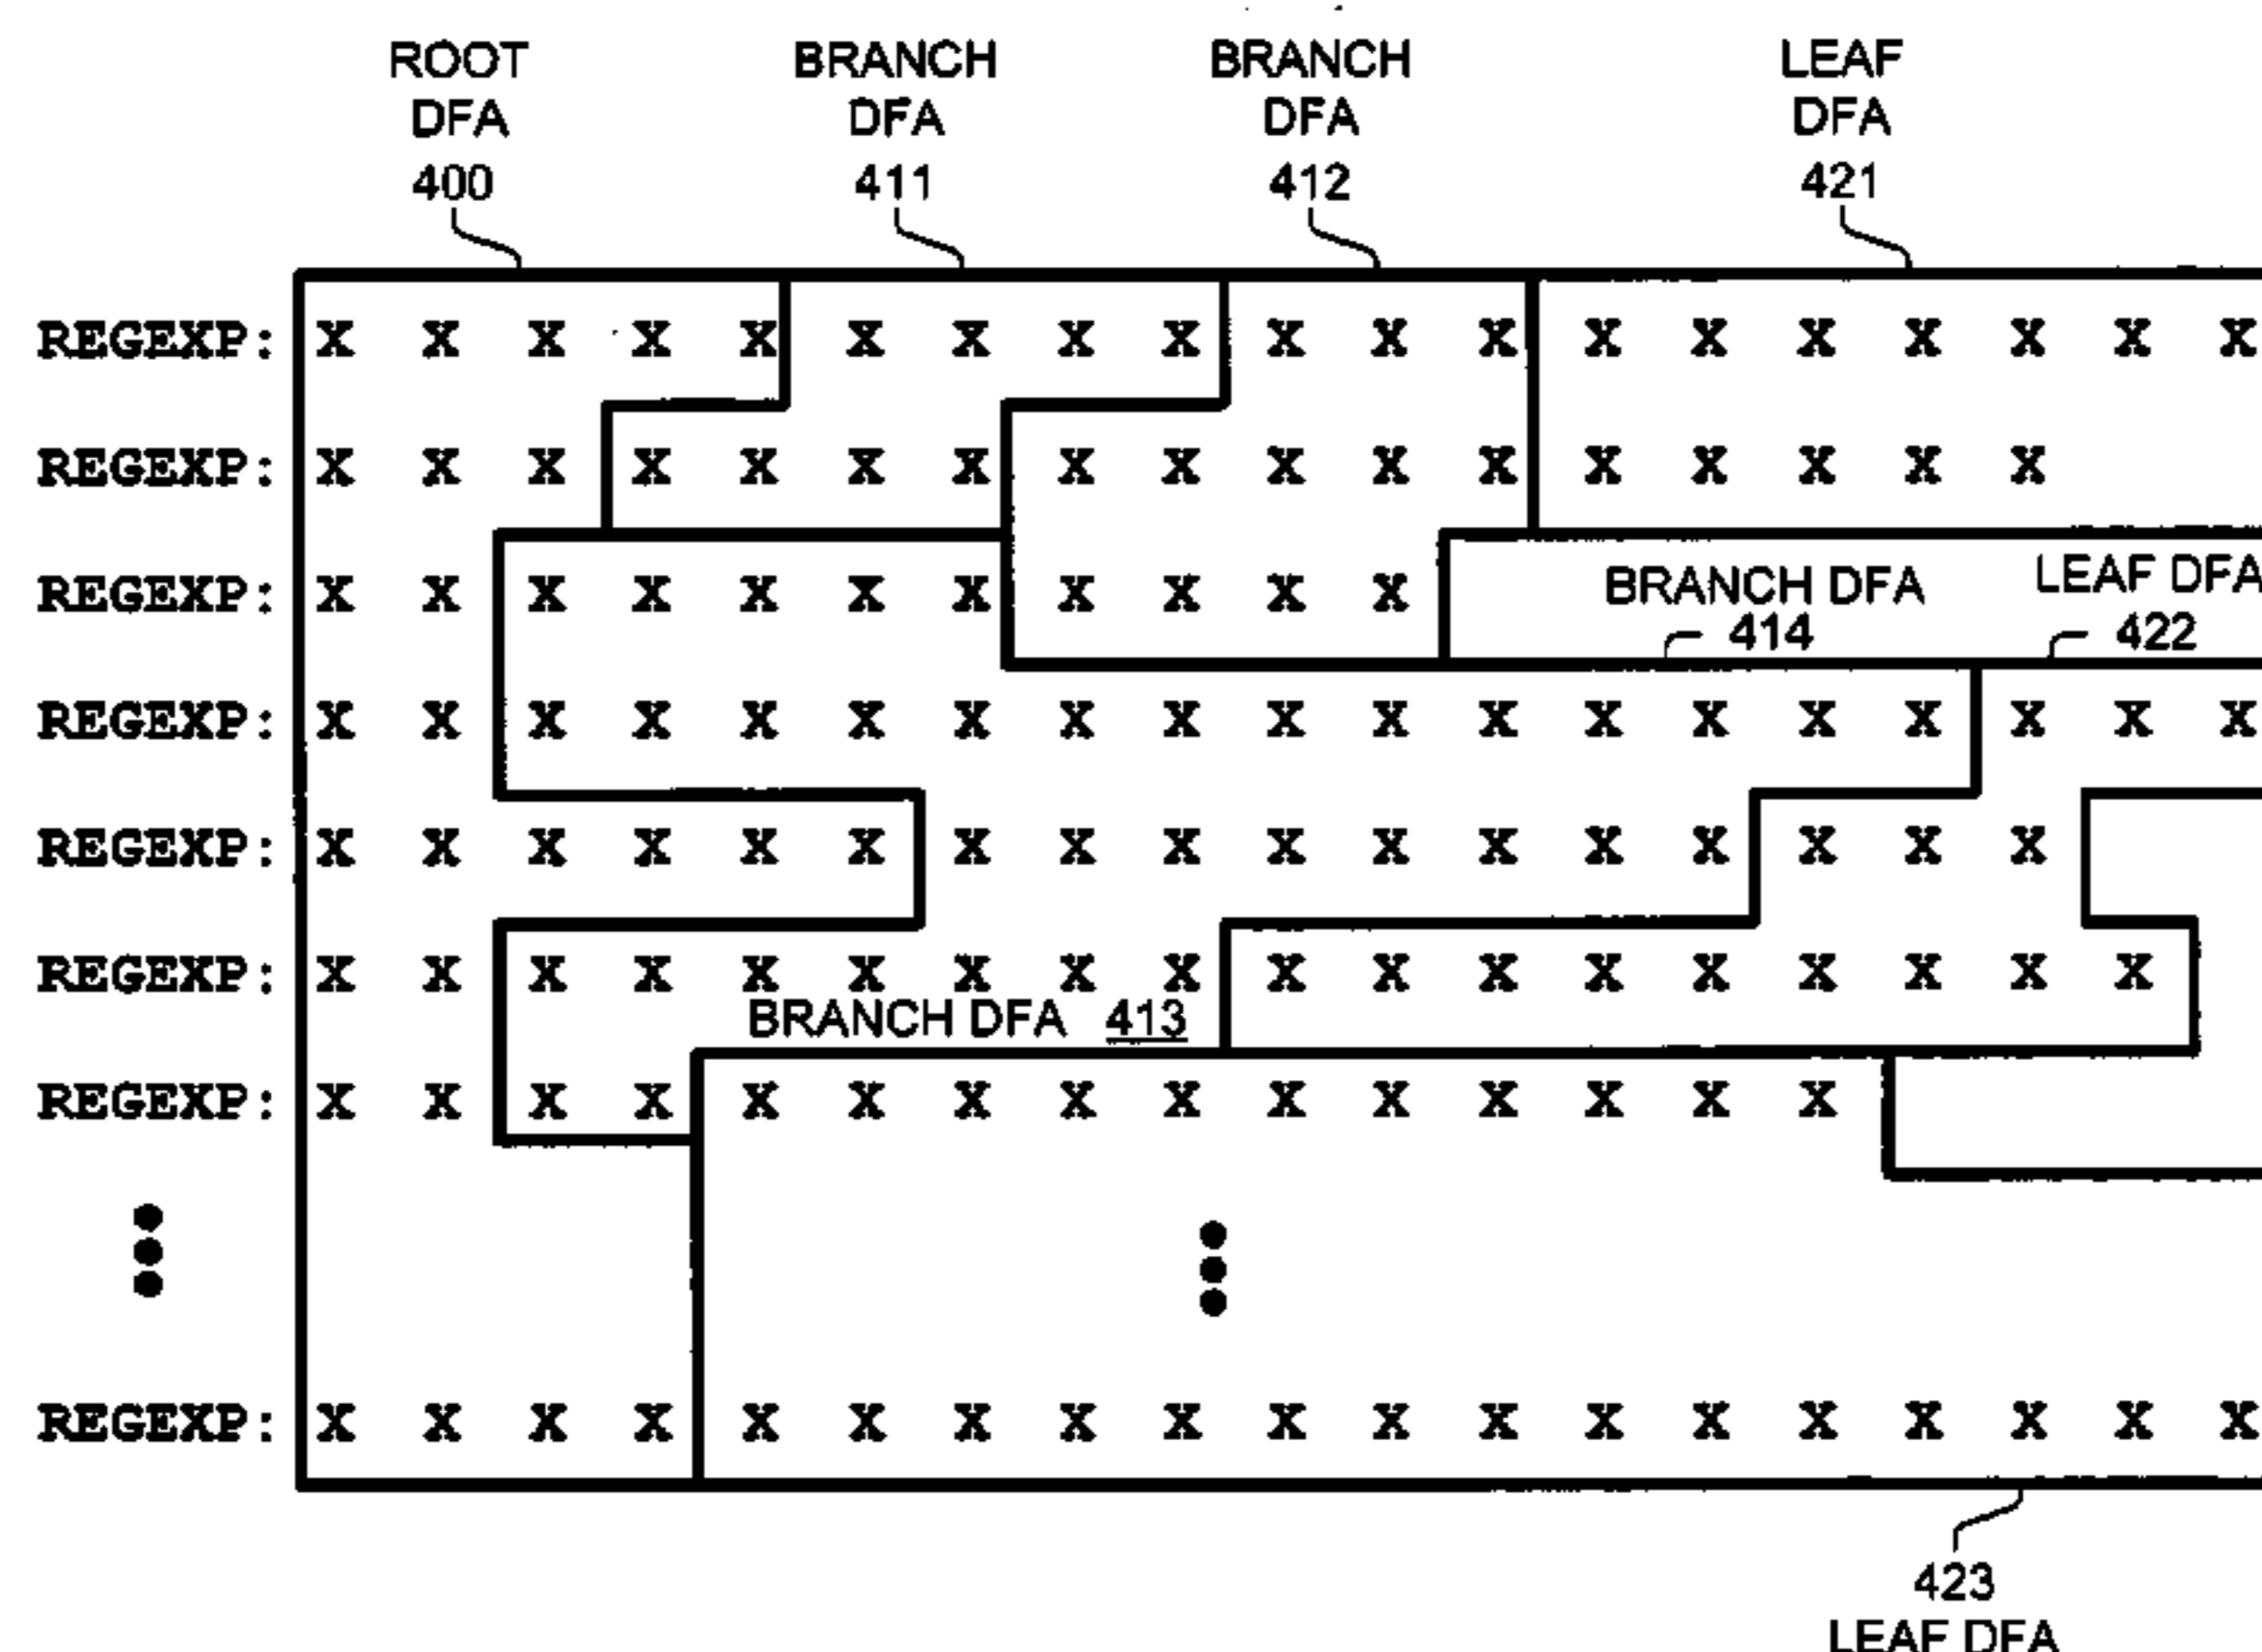 ROOT DFA 400
BRANCH DFA 411
BRANCH DFA 412
LEAF DFA 421
REGEXP: X X X X X X X X X X X X X X X X X X X
REGEXP: X X X X X X X X X X X X X X X X X
REGEXP: X X X X X X X X X X X
BRANCH DFA 414
LEAF DFA 422
REGEXP: X X X X X X X X X X X X X X X X X X X
REGEXP: X X X X X X X X X X X X X X X X X
REGEXP: X X X X X X X X X X X X X X X X X X
BRANCH DFA 413
REGEXP: X X X X X X X X X X X X X X X
REGEXP: X X X X X X X X X X X X X X X X X X X
423
LEAF DFA